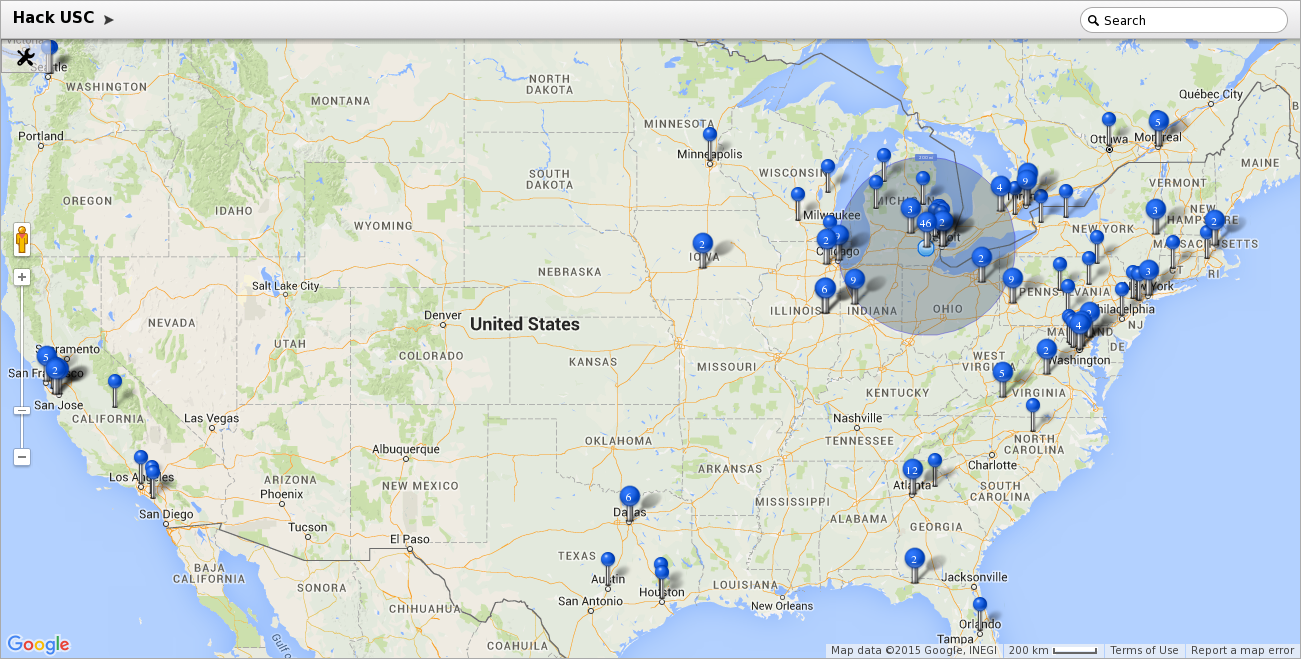 Hack USC ►
Search
Seattle
WASHINGTON
Portland
OREGON
IDAHO
MONTANA
NORTH
DAKOTA
SOUTH
DAKOTA
WYOMING
MINNESOTA
Minneapolis
WISCONSIN
Milwaukee
MICHIGAN
Chicago
Québec City
Ottawa
Montreal
5
MAINE
VERMONT
NEW
HAMPSHIRE
NEW YORK
MASSACHUSETTS
CT
RI
4
9
3
46
2
3
2
2
9
2
IOWA
2
9
3
New York
PENNSYLVANIA
Philadelphia
NJ
MARYLAND
DE
Washington
2
4
9
6
9
2
5
ILLINOIS
INDIANA
OHIO
WEST
VIRGINIA
VIRGINIA
NEBRASKA
Salt Lake City
NEVADA
UTAH
Denver
COLORADO
United States
KANSAS
MISSOURI
KENTUCKY
Sacramento
5
2
San Francisco
San Jose
CALIFORNIA
Las Vegas
Los Angeles
San Diego
ARIZONA
Phoenix
Tucson
Albuquerque
NEW MEXICO
El Paso
OKLAHOMA
ARKANSAS
Nashville
TENNESSEE
NORTH
CAROLINA
Charlotte
SOUTH
CAROLINA
12
Atlanta
MISSISSIPPI
ALABAMA
GEORGIA
6
Dallas
TEXAS
Austin
Houston
San Antonio
LOUISIANA
New Orleans
2
Jacksonville
Orlando
Tampa
BAJA
CALIFORNIA
SONORA
CHIHUAHUA
COAHUILA
Gulf
Google
Map data ©2015 Google, INEGI
200 km
Terms of Use
Report a map error